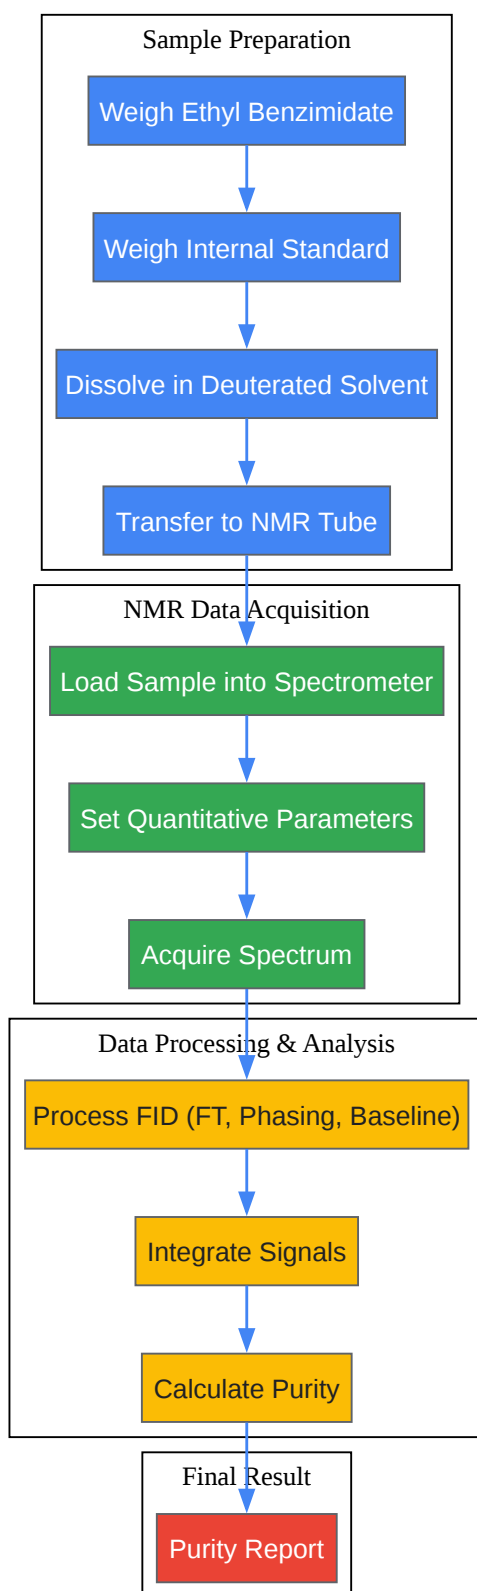 Sample Preparation
Weigh Ethyl Benzimidate
Weigh Internal Standard
Dissolve in Deuterated Solvent
Transfer to NMR Tube
NMR Data Acquisition
Load Sample into Spectrometer
Set Quantitative Parameters
Acquire Spectrum
Data Processing & Analysis
Process FID (FT, Phasing, Baseline)
Integrate Signals
Calculate Purity
Final Result
Purity Report